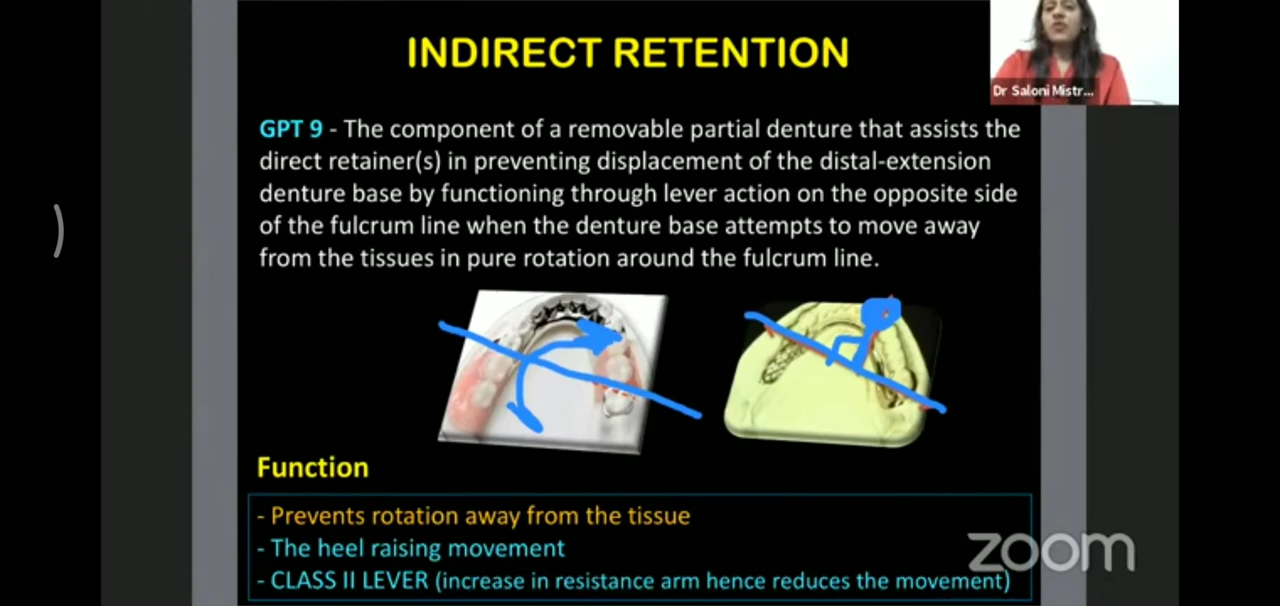 INDIRECT RETENTION
Dr Saloni Mistr...
GPT 9 - The component of a removable partial denture that assists the
direct retainer(s) in preventing displacement of the distal-extension
denture base by functioning through lever action on the opposite side
of the fulcrum line when the denture base attempts to move away
from the tissues in pure rotation around the fulcrum line.
Function
- Prevents rotation away from the tissue
- The heel raising movement
- CLASS II LEVER (increase in resistance arm hence reduces the movement)
zoom